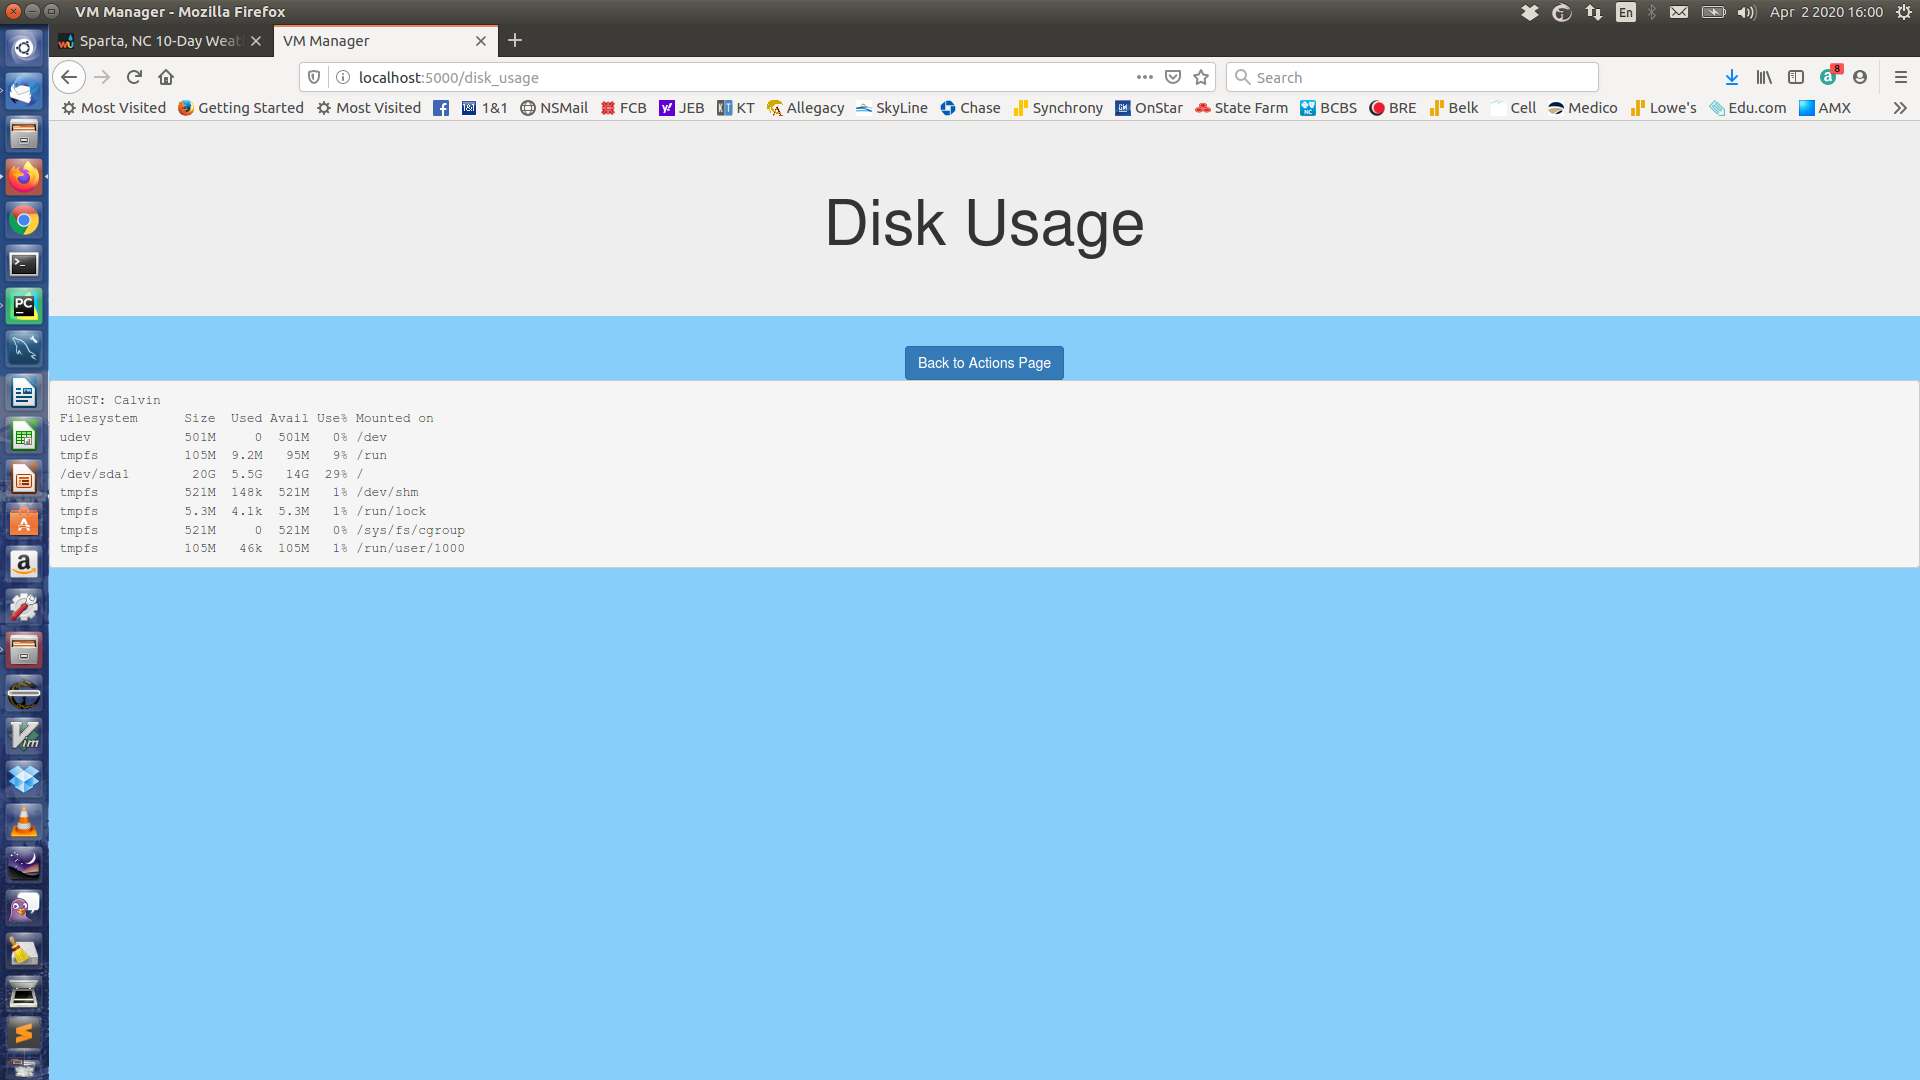 VM Manager - Mozilla Firefox
En
Apr 2 2020 16:00
Sparta, NC 10-Day Weat
VM Manager
localhost:5000/disk_usage
Search
8
Most Visited Getting Started Most Visited 1&1 NSMail FCB JEB KT Allegacy SkyLine Chase Synchrony OnStar State Farm BCBS BRE Belk Cell Medico Lowe's Edu.com AMX
Disk Usage
Back to Actions Page
HOST: Calvin
Filesystem Size Used Avail Use% Mounted on
udev 501M 0 501M 0% /dev
tmpfs 105M 9.2M 95M 9% /run
/dev/sda1 20G 5.5G 14G 29% /
tmpfs 521M 148k 521M 1% /dev/shm
tmpfs 5.3M 4.1k 5.3M 1% /run/lock
tmpfs 521M 0 521M 0% /sys/fs/cgroup
tmpfs 105M 46k 105M 1% /run/user/1000